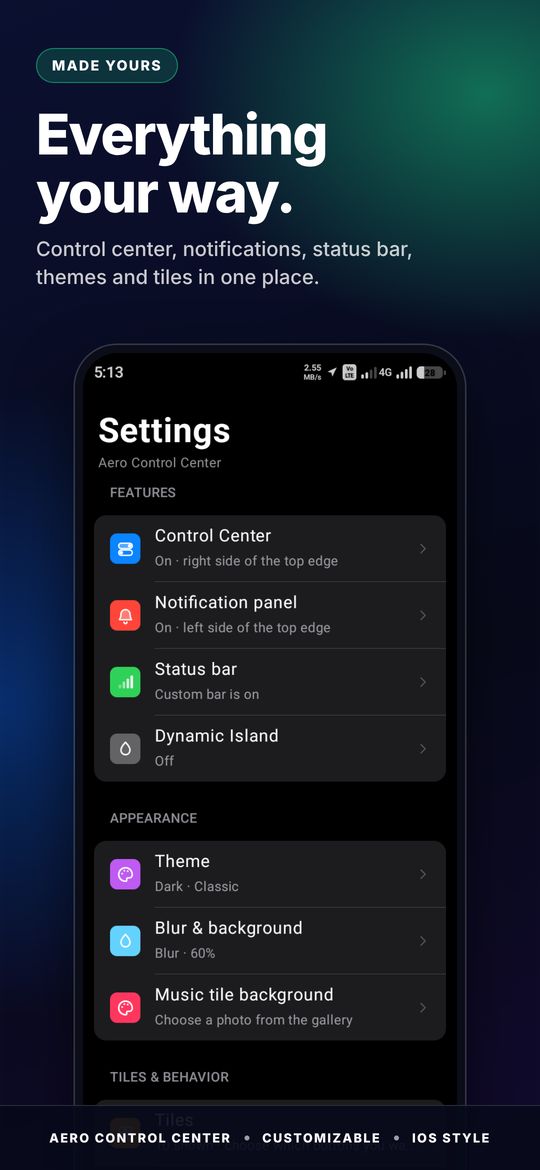 MADE YOURS
Everything
your way.
Control center, notifications, status bar,
themes and tiles in one place.
5:13
2.55
MB/s
Vo
LTE
4G
28
Settings
Aero Control Center
FEATURES
Control Center
On · right side of the top edge
Notification panel
On · left side of the top edge
Status bar
Custom bar is on
Dynamic Island
Off
APPEARANCE
Theme
Dark · Classic
Blur & background
Blur · 60%
Music tile background
Choose a photo from the gallery
TILES & BEHAVIOR
Tiles
AERO CONTROL CENTER • CUSTOMIZABLE • IOS STYLE